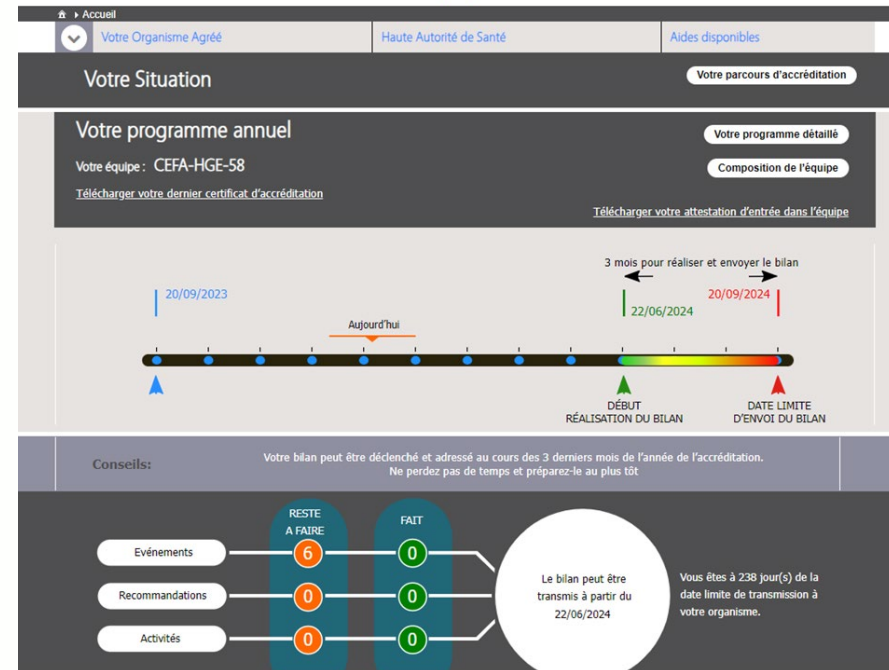 Accueil
Votre Organisme Agréé
Haute Autorité de Santé
Aides disponibles
Votre Situation
Votre parcours d'accréditation
Votre programme annuel
Votre programme détaillé
Votre équipe : CEFA-HGE-58
Composition de l'équipe
Télécharger votre dernier certificat d'accréditation
Télécharger votre attestation d'entrée dans l'équipe
3 mois pour réaliser et envoyer le bilan
20/09/2023
20/09/2024
22/06/2024
Aujourd'hui
DÉBUT
RÉALISATION DU BILAN
DATE LIMITE
D'ENVOI DU BILAN
Conseils:
Votre bilan peut être déclenché et adressé au cours des 3 derniers mois de l'année de l'accréditation.
Ne perdez pas de temps et préparez-le au plus tôt
RESTE
A FAIRE
FAIT
Evénements
6
0
Recommandations
0
0
Activités
0
0
Le bilan peut être
transmis à partir du
22/06/2024
Vous êtes à 238 jour(s) de la
date limite de transmission à
votre organisme.